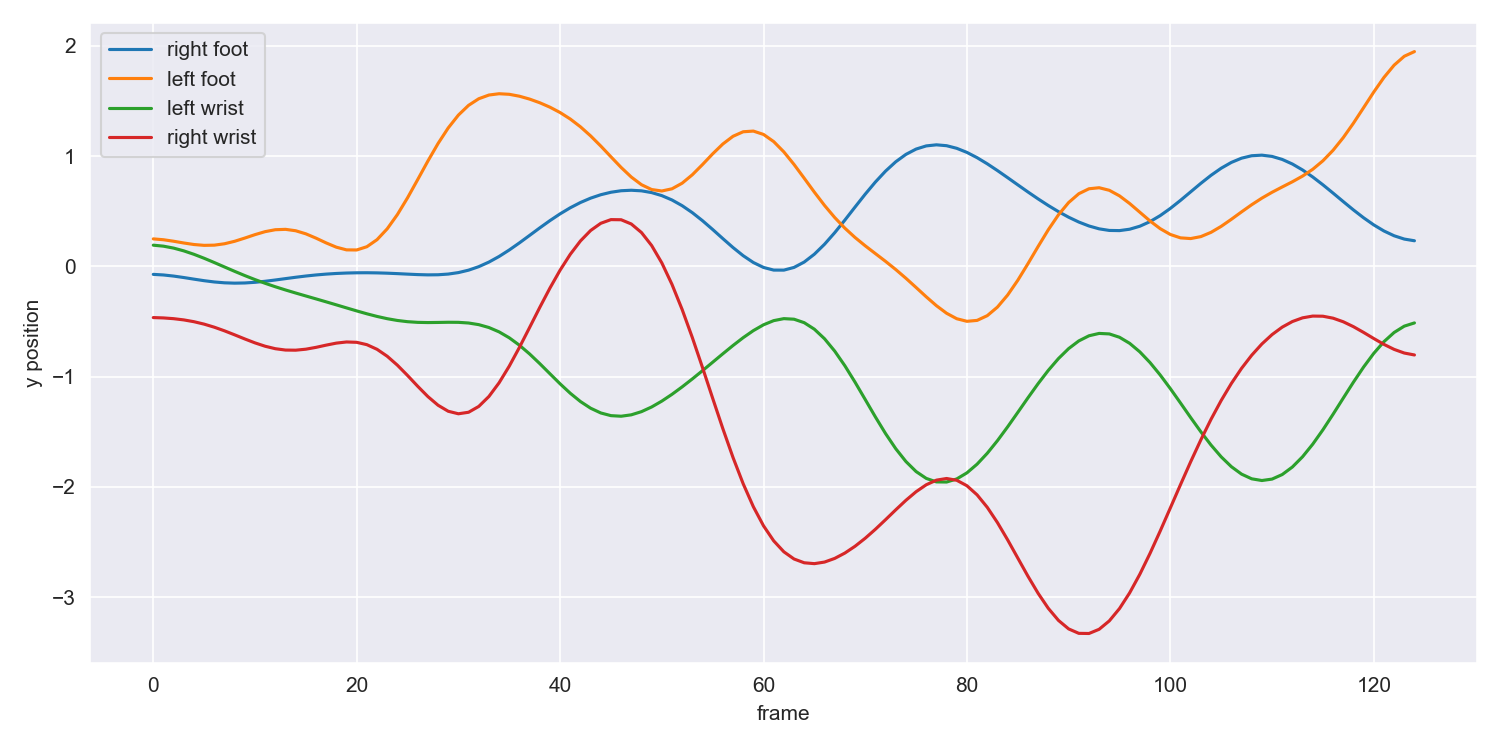 right foot
left foot
left wrist
right wrist
2
1
0
−1
−2
−3
y position
0 20 40 60 80 100 120
frame